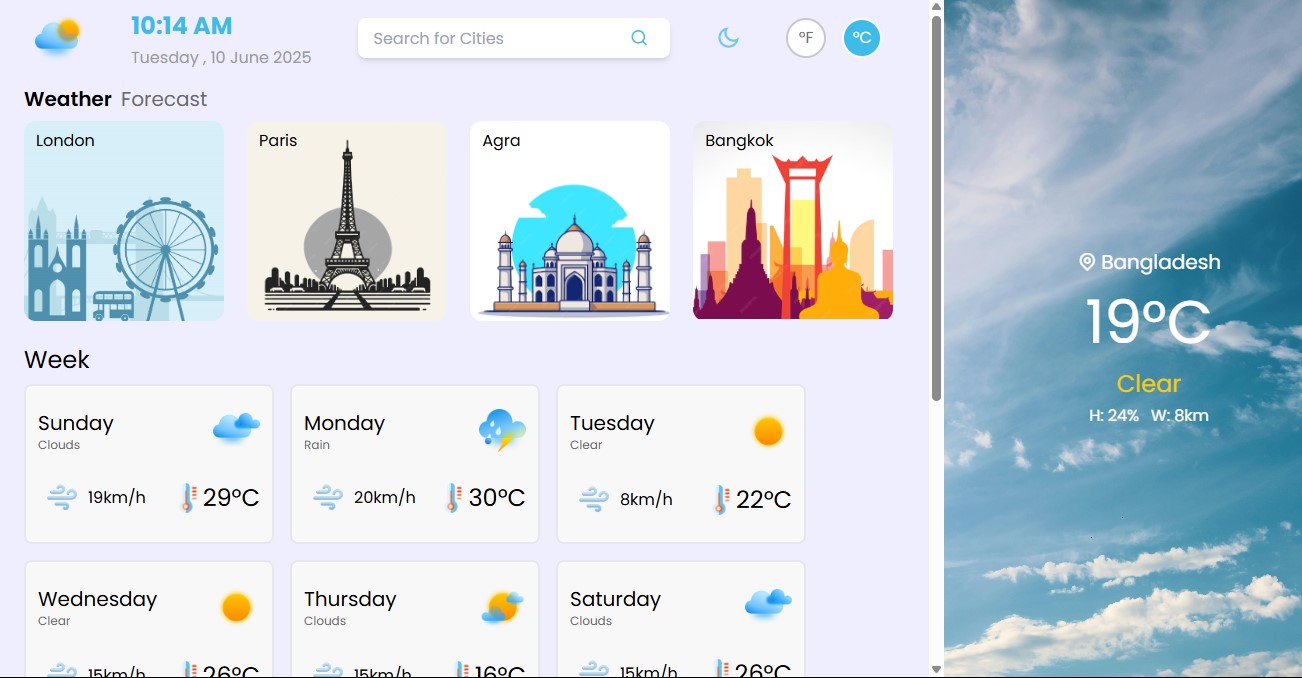 10:14 AM
Tuesday , 10 June 2025
Search for Cities
ºF
ºC
Weather Forecast
London
Paris
Agra
Bangkok
Week
Sunday
Clouds
19km/h
29ºC
Monday
Rain
20km/h
30ºC
Tuesday
Clear
8km/h
22ºC
Wednesday
Clear
15km/h
26ºC
Thursday
Clouds
15km/h
16ºC
Saturday
Clouds
15km/h
26ºC
Bangladesh
19ºC
Clear
H: 24% W: 8km